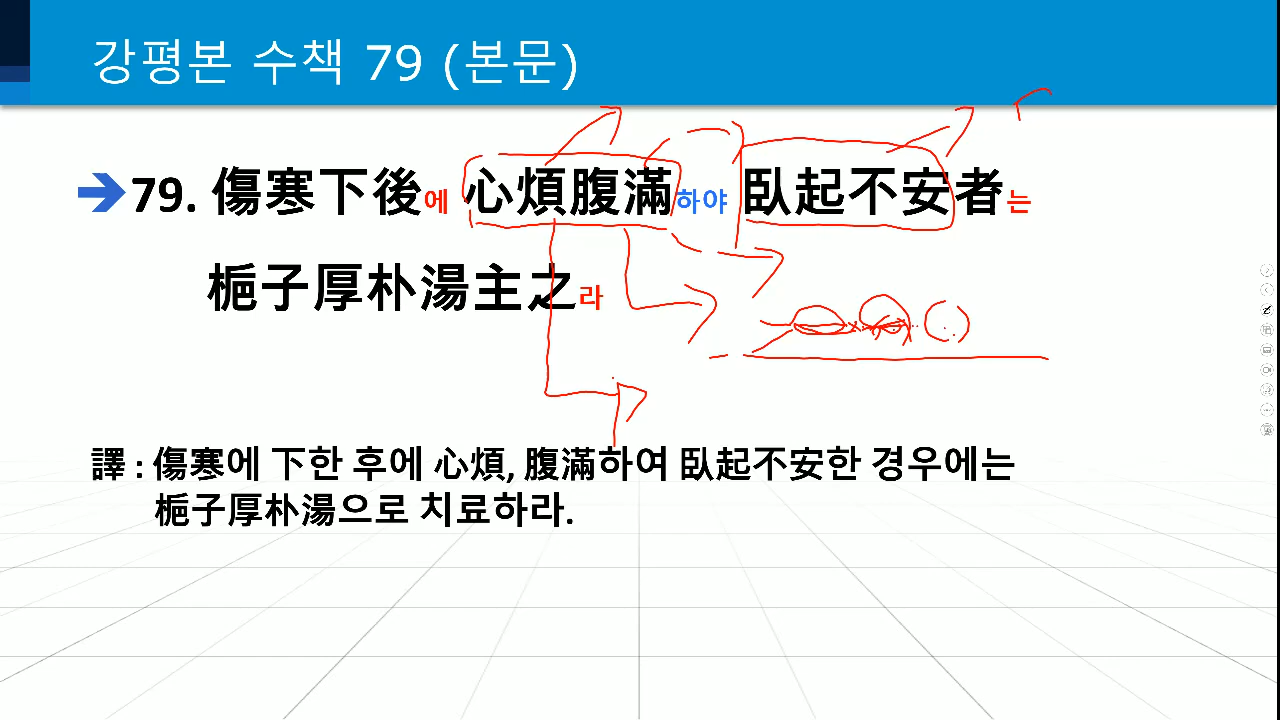 강평본 수책 79 (본문)
79. 傷寒下後에 心煩腹滿하야 臥起不安者는
梔子厚朴湯主之라
譯 : 傷寒에 下한 후에 心煩, 腹滿하여 臥起不安한 경우에는
梔子厚朴湯으로 치료하라.